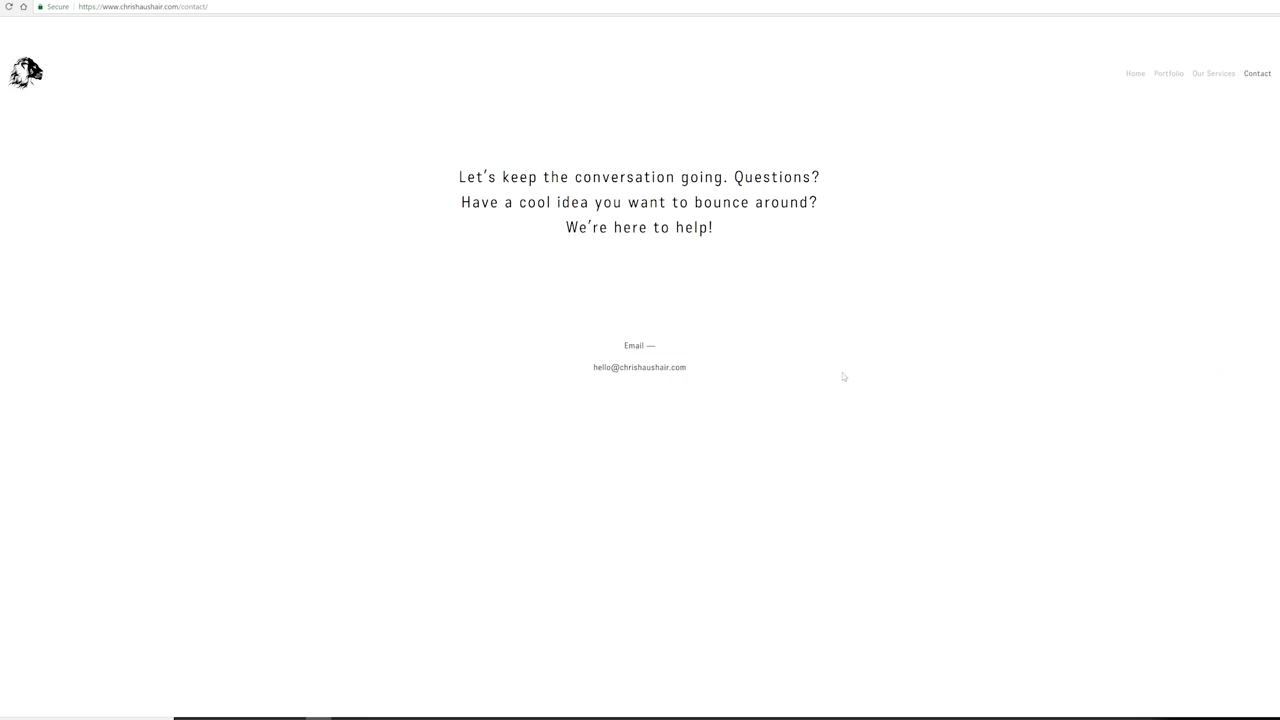 Secure https://www.chrishaushair.com/contact/
Home Portfolio Our Services Contact
Let's keep the conversation going. Questions?
Have a cool idea you want to bounce around?
We're here to help!
Email —
hello@chrishaushair.com